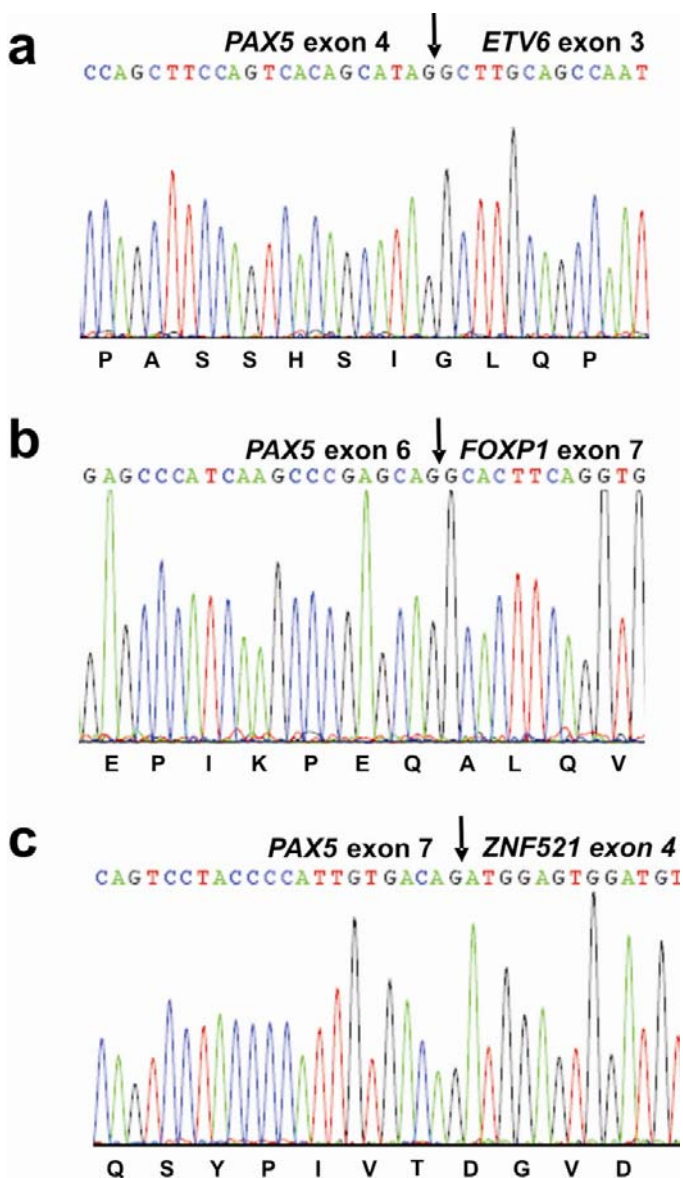 a
PAX5 exon 4 ETV6 exon 3
CCAGCTTCCAGTCACAGCATAGGCTTGCAGCCAAT
P A S S H S I G L Q P
b
PAX5 exon 6 FOXP1 exon 7
GAGCCCATCAAGCCCGAGCAGGCACTTCAGGTG
E P I K P E Q A L Q V
c
PAX5 exon 7 ZNF521 exon 4
CAGTCCTACCCCATTGTGACAGATGGAGTGGATGT
Q S Y P I V T D G V D